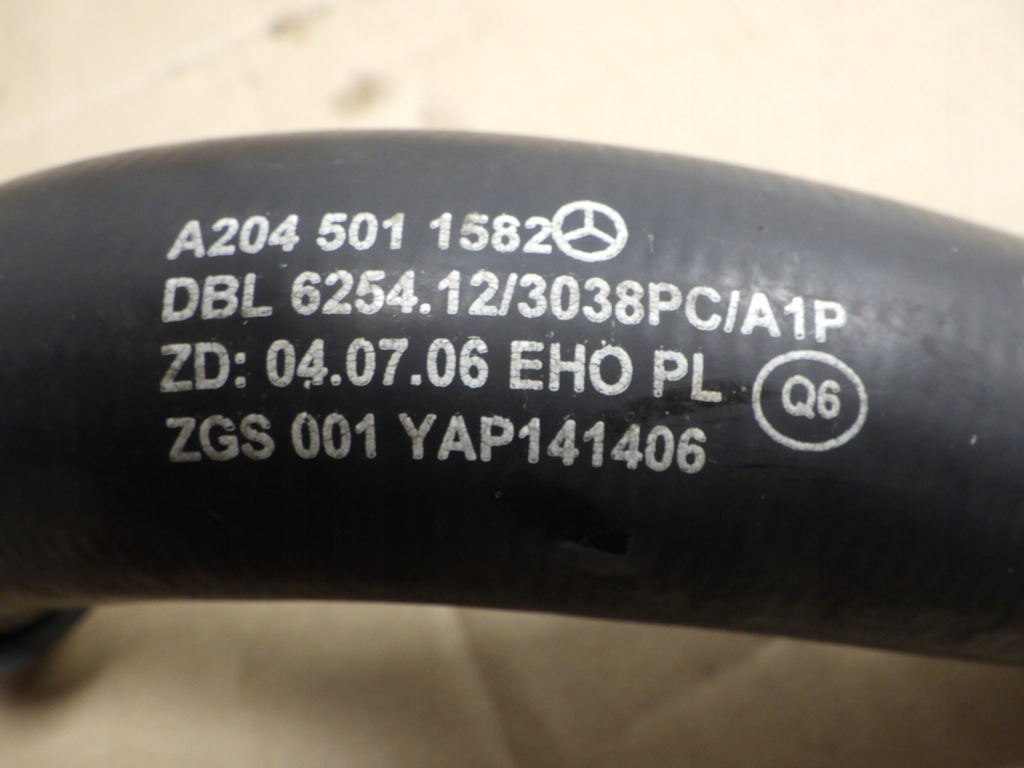 A204 501 1582
DBL 6254.12/3038PC/A1P
ZD: 04.07.06 EHO PL
Q6
ZGS 001 YAP141406